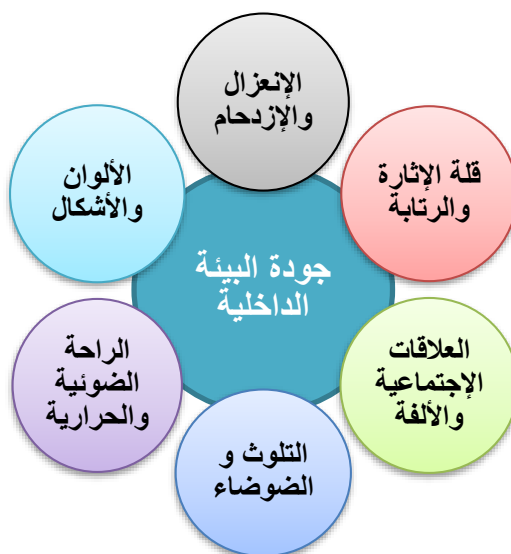 الإنعزال
والإزدحام
قلة الإثارة
والرتابة
العلاقات
الإجتماعية
والألفة
التلوث و
الضوضاء
الراحة
الضوئية
والحرارية
الألوان
والأشكال
جودة البيئة
الداخلية